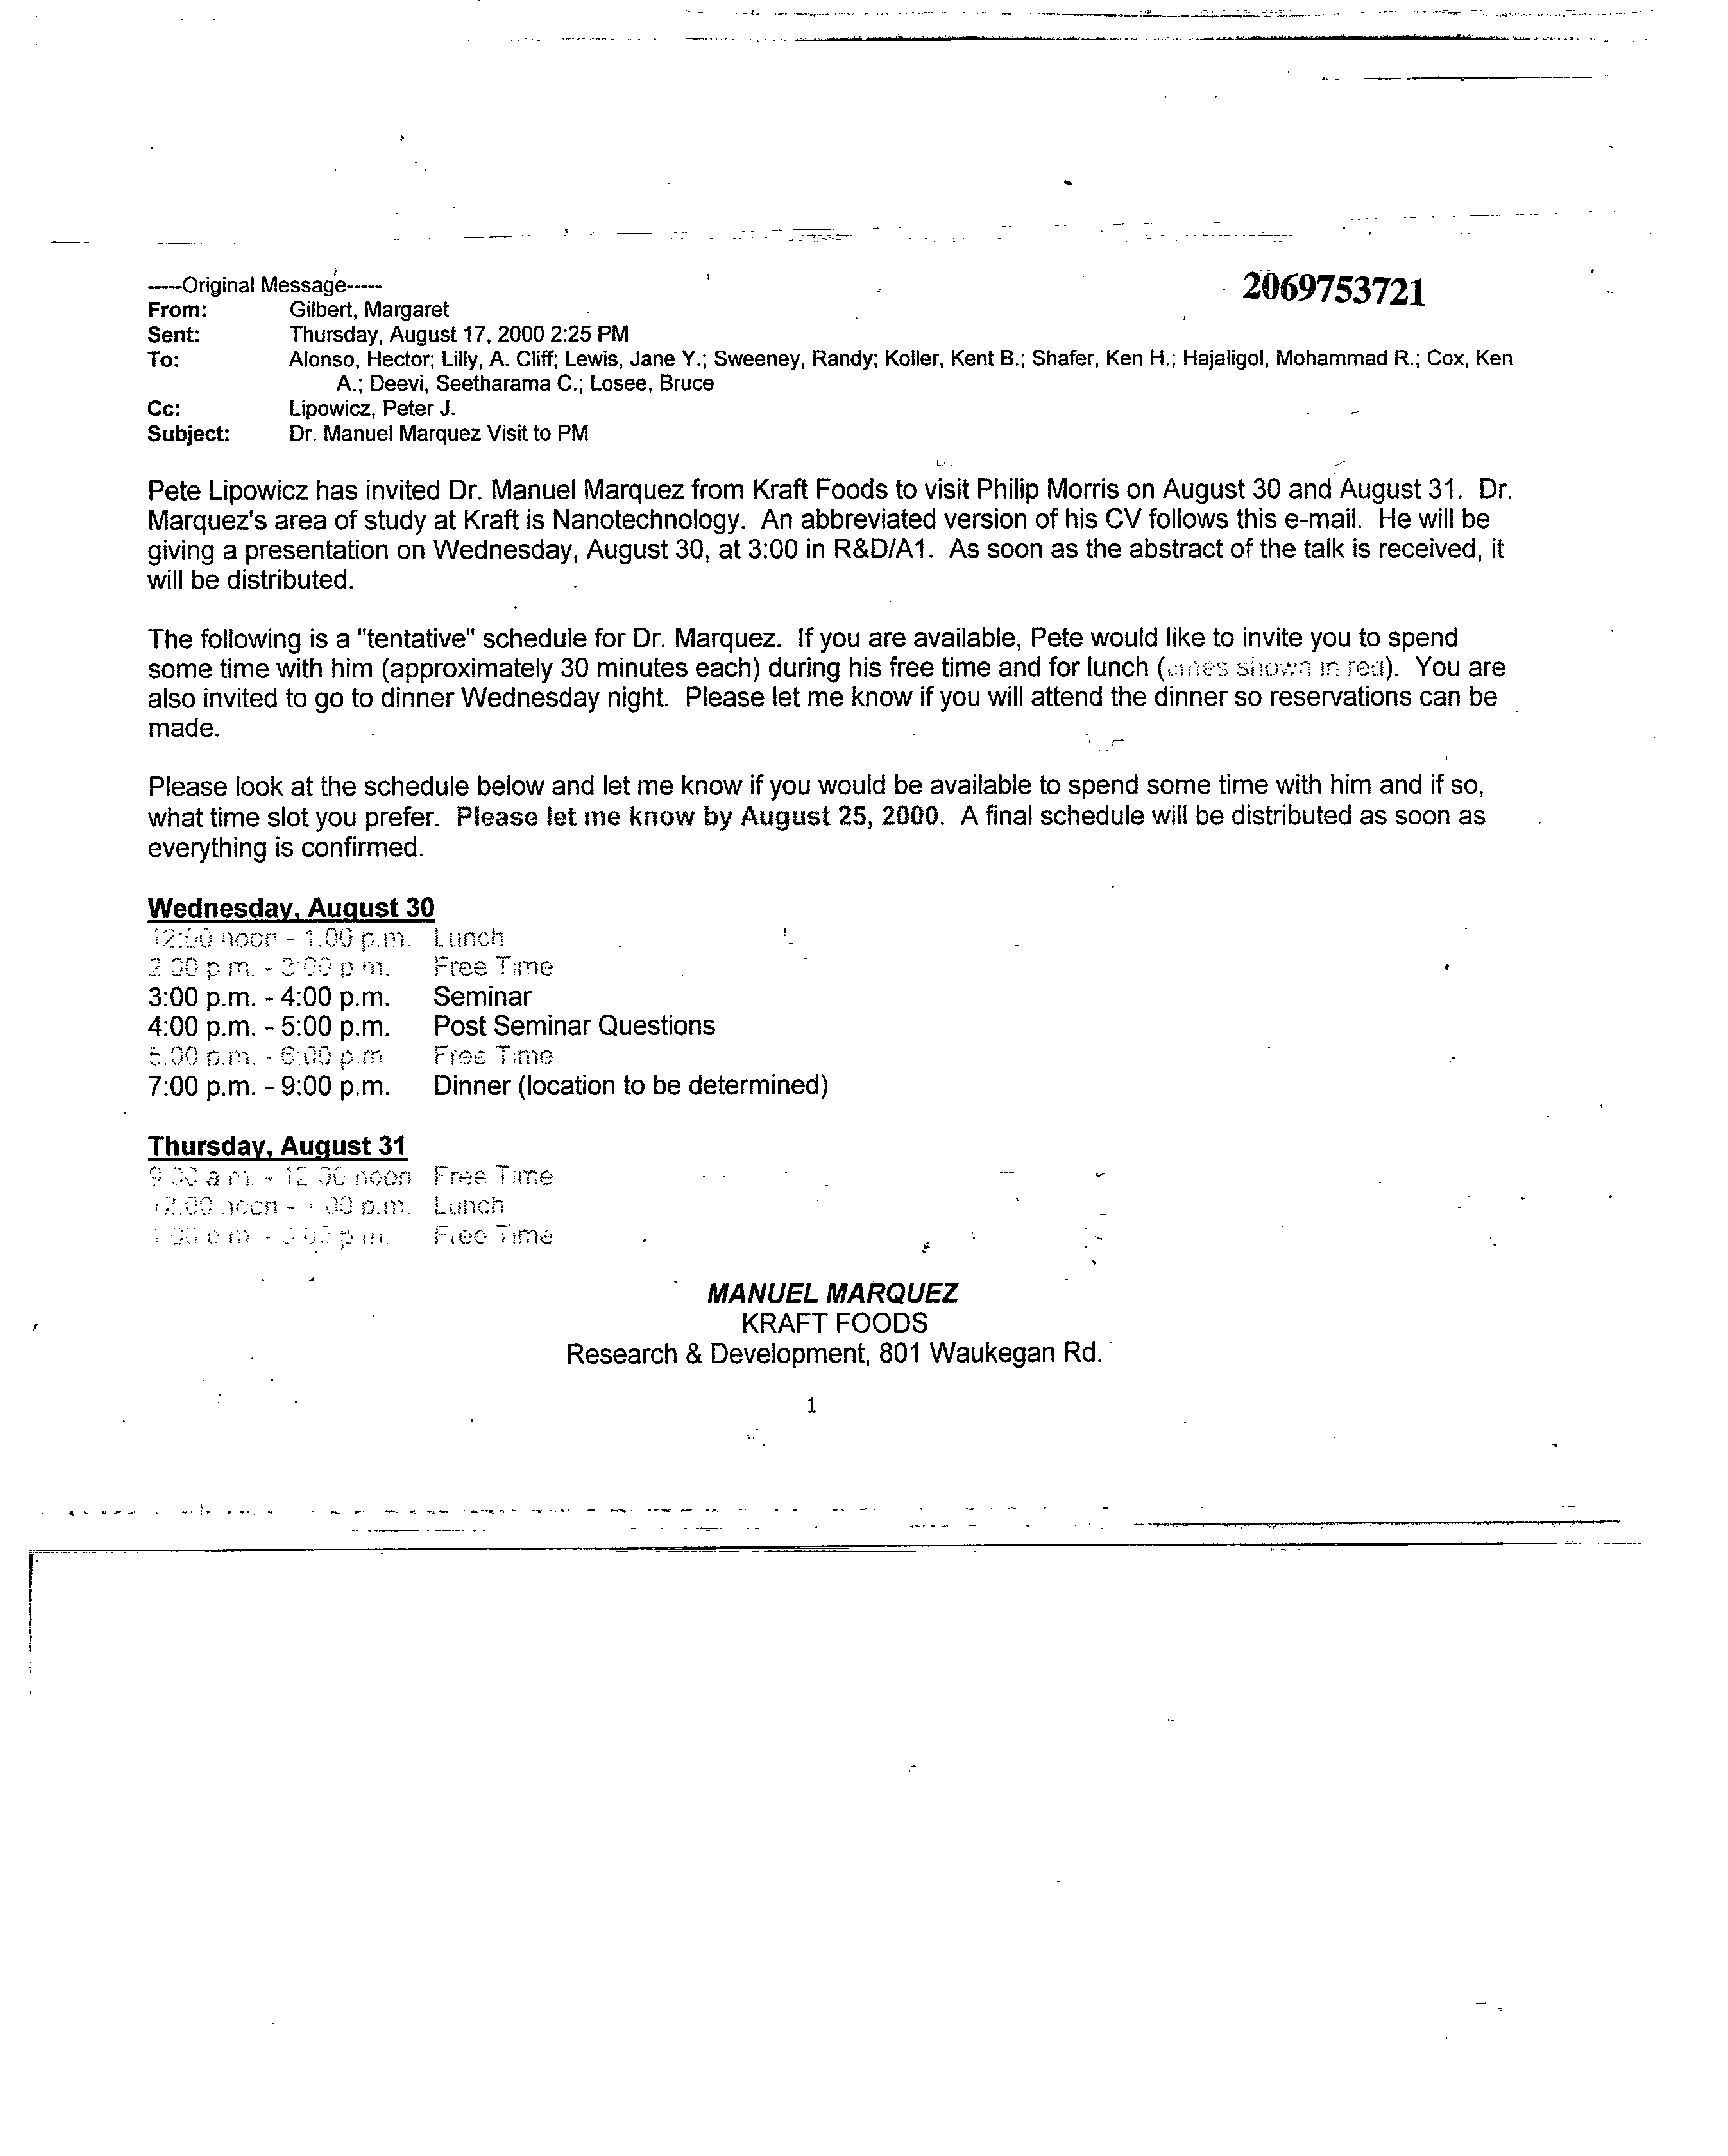 -----Original Message-----
2069753721
From: Gilbert, Margaret
Sent: Thursday, August 17, 2000 2:25 PM
To: Alonso, Hector; Lilly, A. Cliff; Lewis, Jane Y.; Sweeney, Randy; Koller, Kent B.; Shafer, Ken H.; Hajaligol, Mohammad R.; Cox, Ken
A.; Deevi, Seetharama C.; Losee, Bruce
Cc: Lipowicz, Peter J.
Subject: Dr. Manuel Marquez Visit to PM
Pete Lipowicz has invited Dr. Manuel Marquez from Kraft Foods to visit Philip Morris on August 30 and August 31. Dr.
Marquez's area of study at Kraft is Nanotechnology. An abbreviated version of his CV follows this e-mail. He will be
giving a presentation on Wednesday, August 30, at 3:00 in R&D/A1. As soon as the abstract of the talk is received, it
will be distributed.
The following is a "tentative" schedule for Dr. Marquez. If you are available, Pete would like to invite you to spend
some time with him (approximately 30 minutes each) during his free time and for lunch (shown in red). You are
also invited to go to dinner Wednesday night. Please let me know if you will attend the dinner so reservations can be
made.
Please look at the schedule below and let me know if you would be available to spend some time with him and if so,
what time slot you prefer. Please let me know by August 25, 2000. A final schedule will be distributed as soon as
everything is confirmed.
Wednesday, August 30
12:00 noon - 1:00 p.m. Lunch
2:00 p.m. - 3:00 p.m. Free Time
3:00 p.m. - 4:00 p.m. Seminar
4:00 p.m. - 5:00 p.m. Post Seminar Questions
5:00 p.m. - 6:00 p.m. Free Time
7:00 p.m. - 9:00 p.m. Dinner (location to be determined)
Thursday, August 31
a.m. - 12:00 noon Free Time
12:00 noon - 1:00 p.m. Lunch
Free Time
MANUEL MARQUEZ
KRAFT FOODS
Research & Development, 801 Waukegan Rd.
1